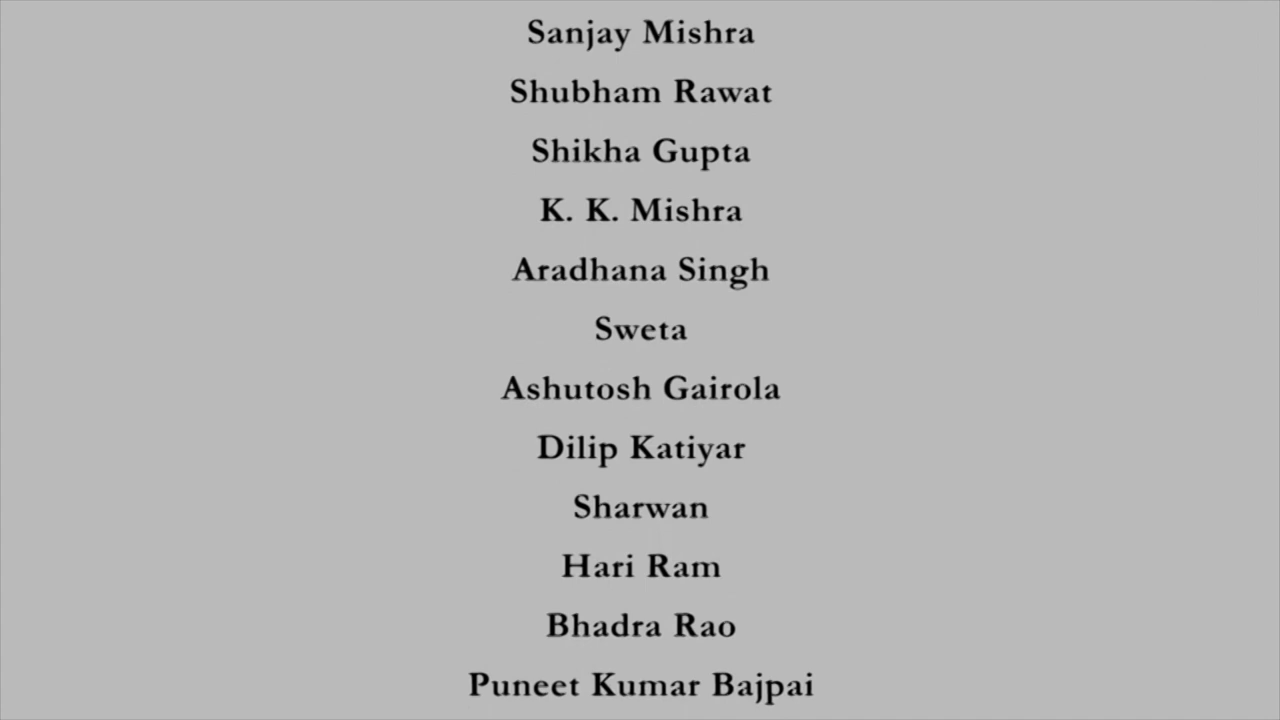 Sanjay Mishra
Shubham Rawat
Shikha Gupta
K. K. Mishra
Aradhana Singh
Sweta
Ashutosh Gairola
Dilip Katiyar
Sharwan
Hari Ram
Bhadra Rao
Puneet Kumar Bajpai